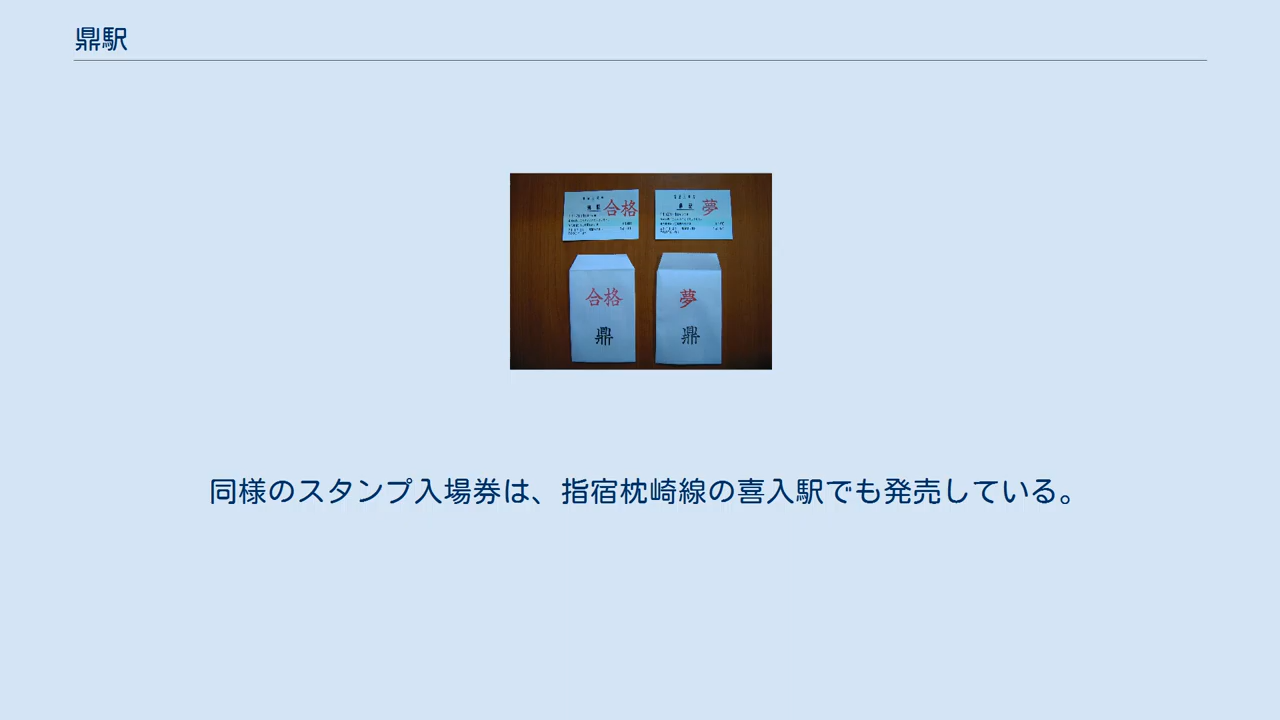 鼎駅
合格
夢
合格
夢
鼎
鼎
同様のスタンプ入場券は、指宿枕崎線の喜入駅でも発売している。